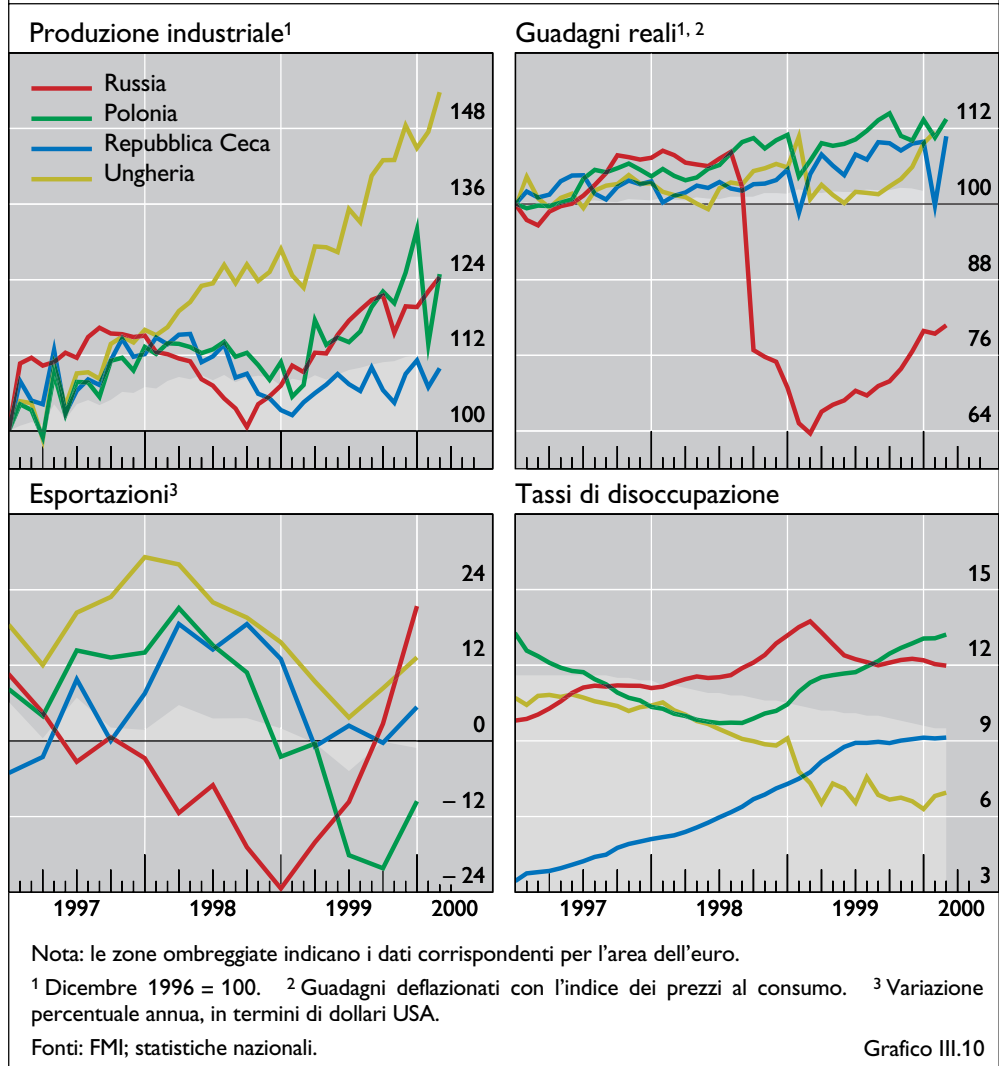 Produzione industriale¹
Guadagni reali¹, ²
Russia
Polonia
Repubblica Ceca
Ungheria
148
136
124
112
100
112
100
88
76
64
Esportazioni³
Tassi di disoccupazione
24
12
0
– 12
– 24
15
12
9
6
3
1997 1998 1999 2000
1997 1998 1999 2000
Nota: le zone ombreggiate indicano i dati corrispondenti per l'area dell'euro.
¹ Dicembre 1996 = 100. ² Guadagni deflazionati con l'indice dei prezzi al consumo. ³ Variazione
percentuale annua, in termini di dollari USA.
Fonti: FMI; statistiche nazionali.
Grafico III.10